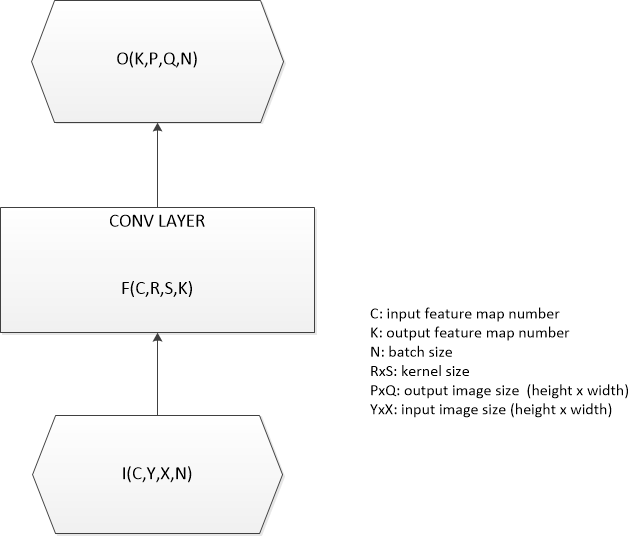 O(K,P,Q,N)
CONV LAYER
F(C,R,S,K)
C: input feature map number
K: output feature map number
N: batch size
RxS: kernel size
PxQ: output image size  (height x width)
YxX: input image size (height x width)
I(C,Y,X,N)